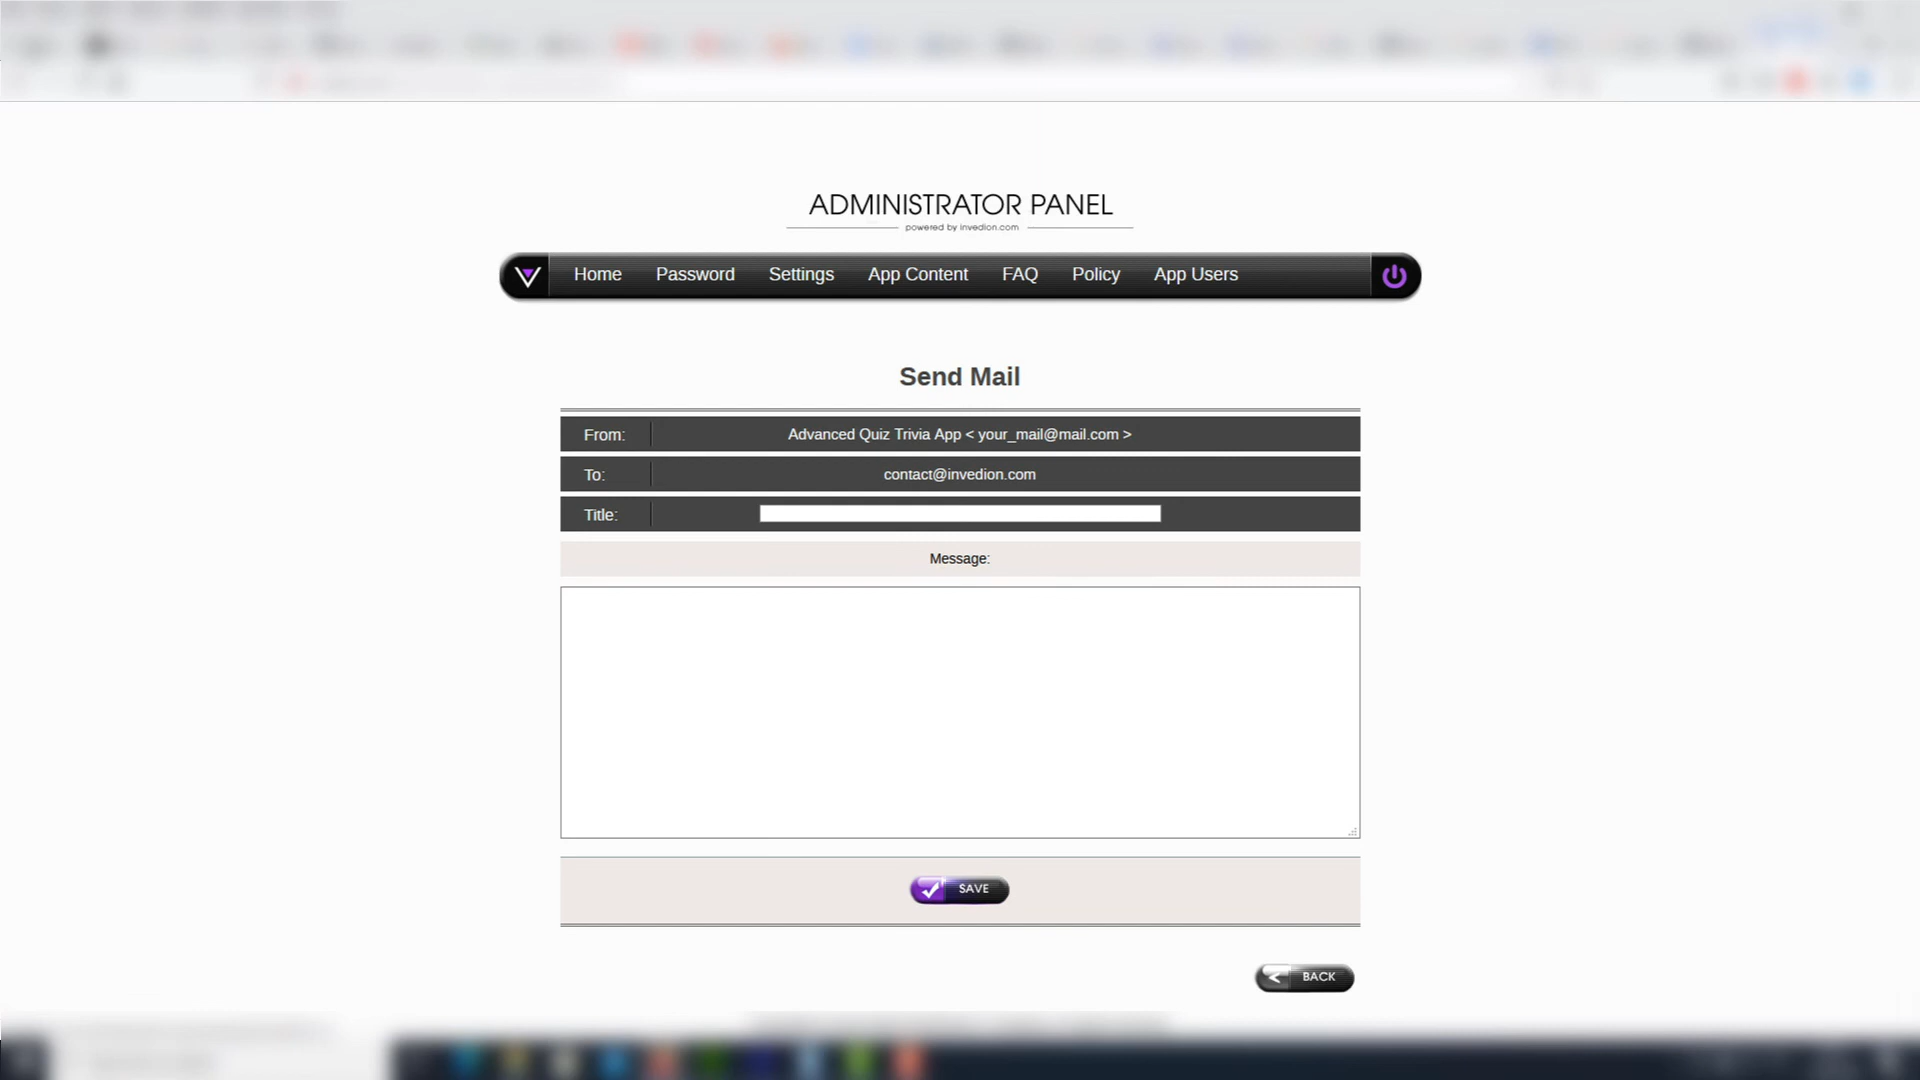 ADMINISTRATOR PANEL
powered by invedion.com
Home Password Settings App Content FAQ Policy App Users
Send Mail
From: Advanced Quiz Trivia App < your_mail@mail.com >
To: contact@invedion.com
Title:
Message:
SAVE
BACK